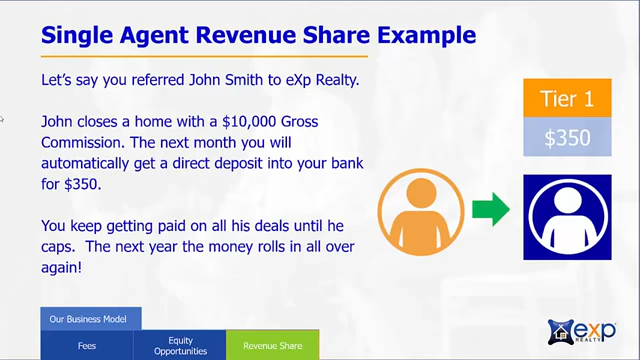 Single Agent Revenue Share Example
Let's say you referred John Smith to eXp Realty.
John closes a home with a $10,000 Gross
Commission. The next month you will
automatically get a direct deposit into your bank
for $350.
You keep getting paid on all his deals until he
caps. The next year the money rolls in all over
again!
Tier 1
$350
Our Business Model
Fees
Equity
Opportunities
Revenue Share
eXp
REALTY